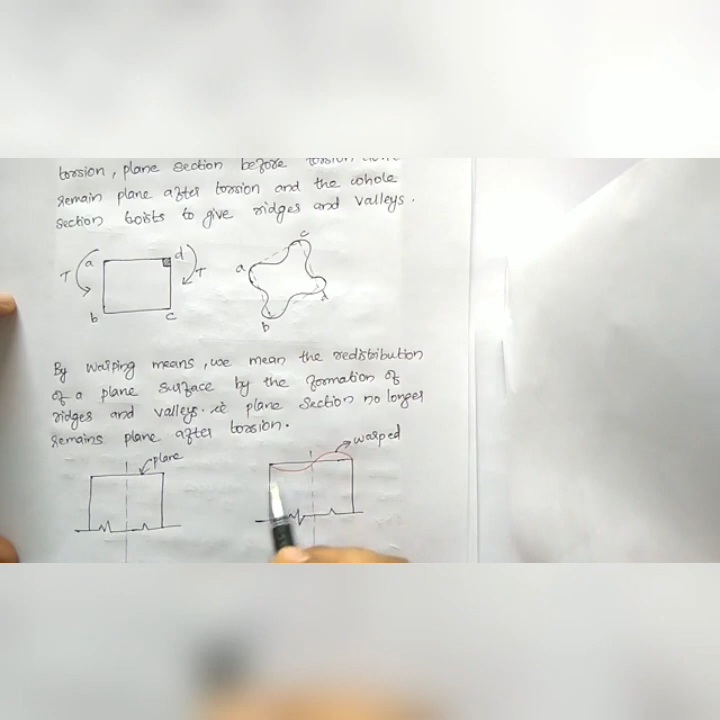 torsion, plane section before torsion
remain plane after torsion and the whole
section twists to give ridges and valleys.
c
a d a
T T
d
b c b
By warping means, we mean the redistribution
of a plane surface by the formation of
ridges and valleys. ie plane section no longer
remains plane after torsion.
plane warped